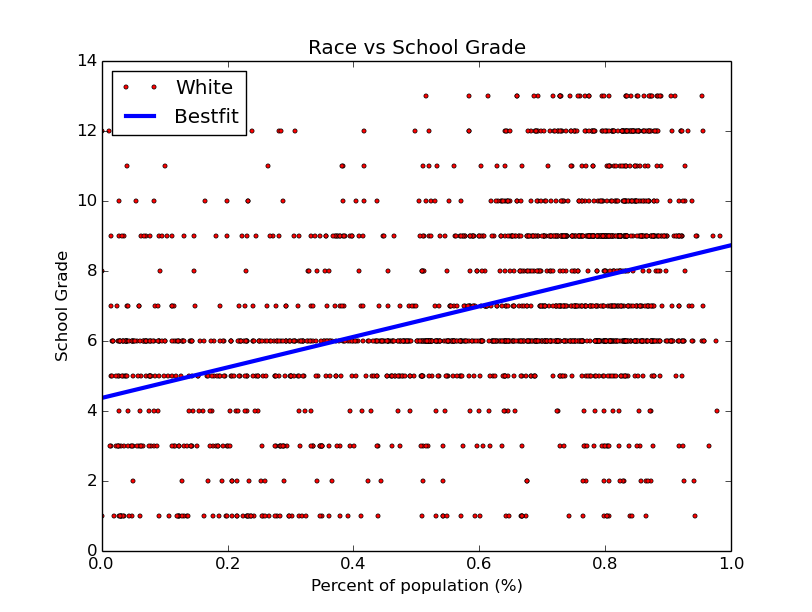 Race vs School Grade
14
12
10
8
6
4
2
0
School Grade
White
Bestfit
0.0 0.2 0.4 0.6 0.8 1.0
Percent of population (%)